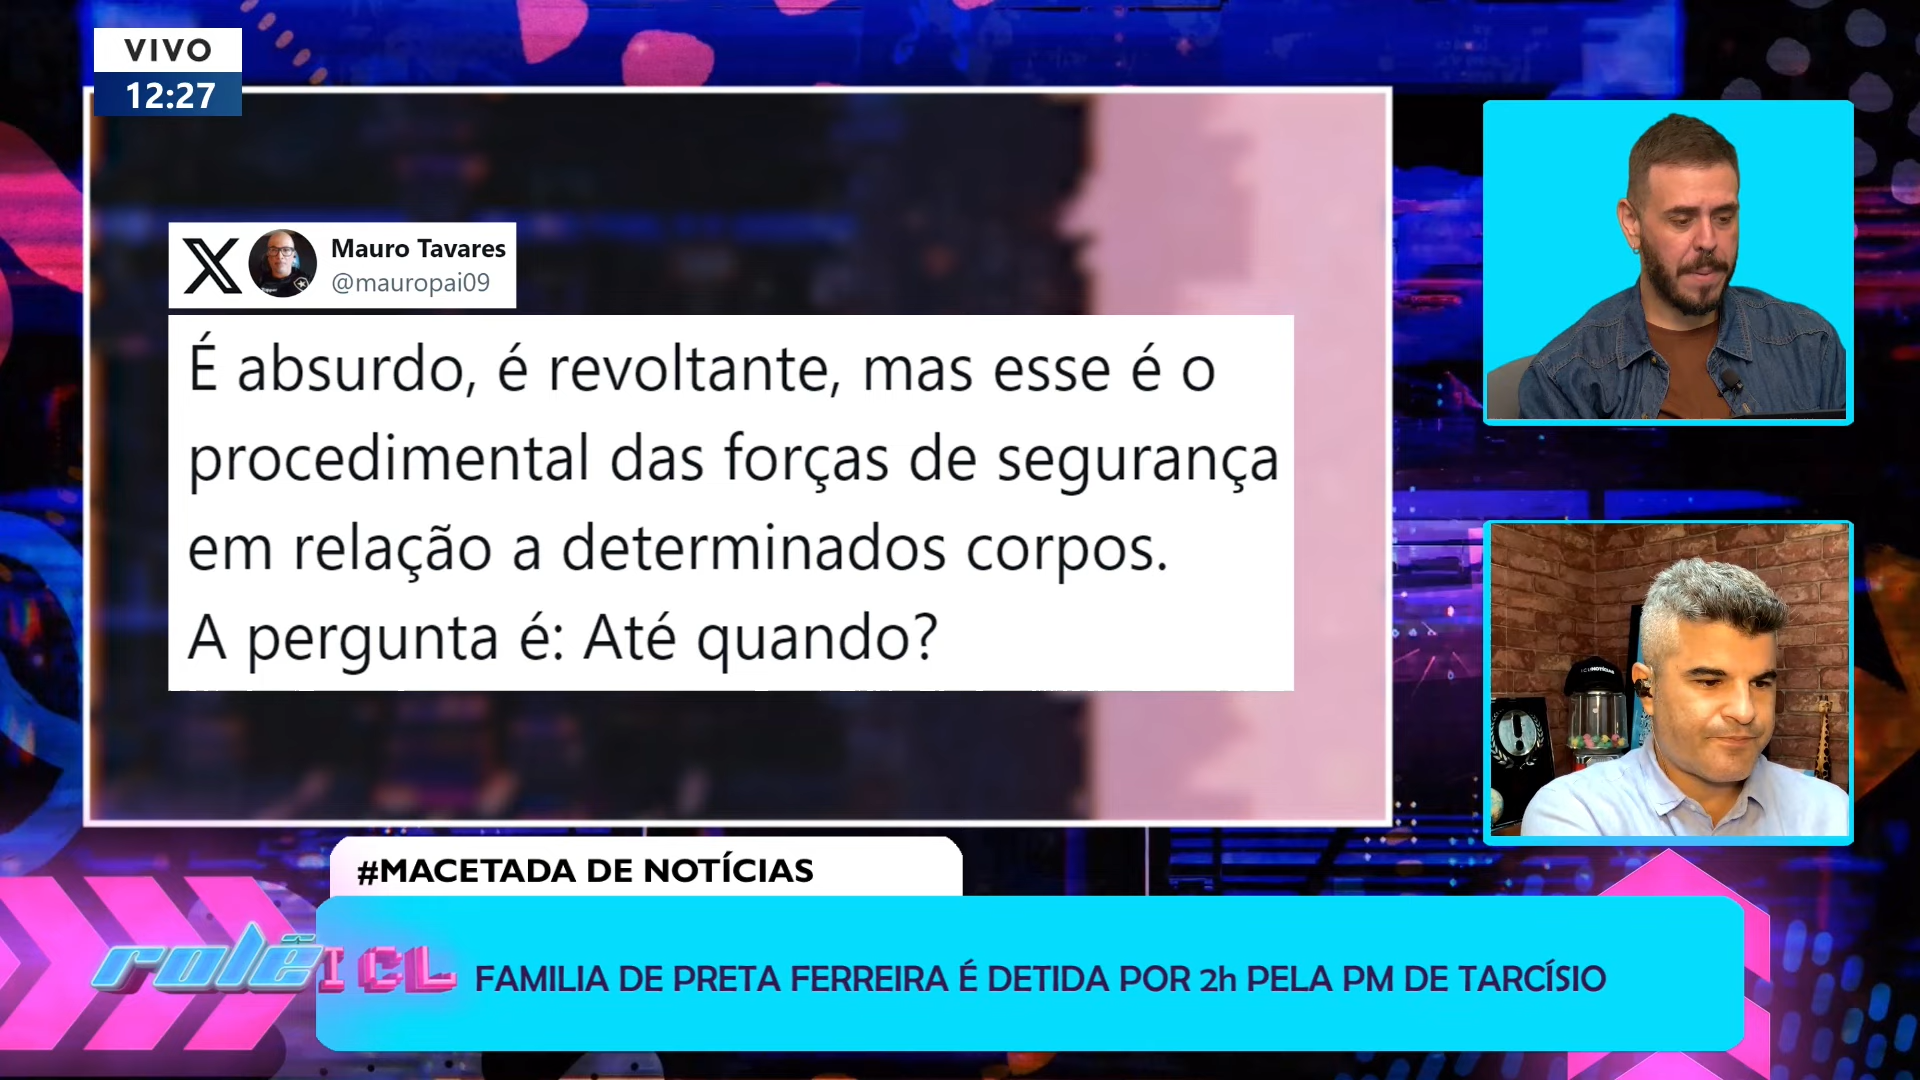 VIVO
12:27
Mauro Tavares
@mauropai09
É absurdo, é revoltante, mas esse é o
procedimental das forças de segurança
em relação a determinados corpos.
A pergunta é: Até quando?
#MACETADA DE NOTÍCIAS
rolê ICL
FAMILIA DE PRETA FERREIRA É DETIDA POR 2h PELA PM DE TARCÍSIO